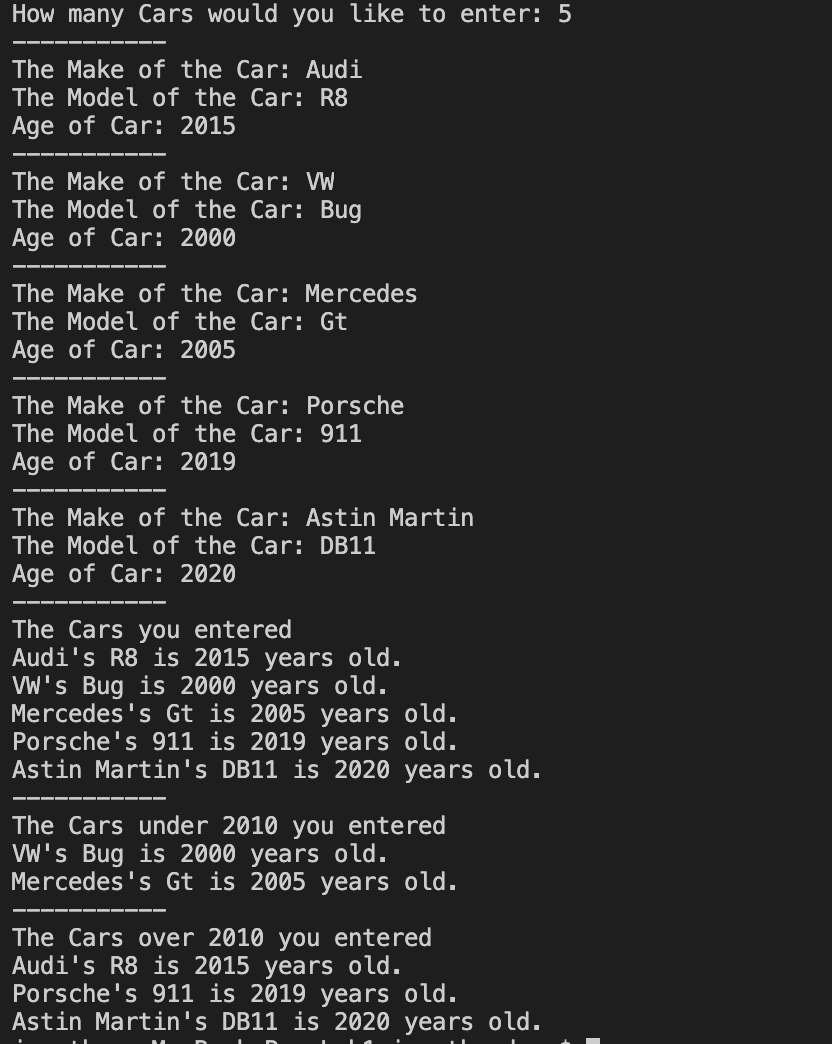 How many Cars would you like to enter: 5
-----------
The Make of the Car: Audi
The Model of the Car: R8
Age of Car: 2015
-----------
The Make of the Car: VW
The Model of the Car: Bug
Age of Car: 2000
-----------
The Make of the Car: Mercedes
The Model of the Car: Gt
Age of Car: 2005
-----------
The Make of the Car: Porsche
The Model of the Car: 911
Age of Car: 2019
-----------
The Make of the Car: Astin Martin
The Model of the Car: DB11
Age of Car: 2020
-----------
The Cars you entered
Audi's R8 is 2015 years old.
VW's Bug is 2000 years old.
Mercedes's Gt is 2005 years old.
Porsche's 911 is 2019 years old.
Astin Martin's DB11 is 2020 years old.
-----------
The Cars under 2010 you entered
VW's Bug is 2000 years old.
Mercedes's Gt is 2005 years old.
-----------
The Cars over 2010 you entered
Audi's R8 is 2015 years old.
Porsche's 911 is 2019 years old.
Astin Martin's DB11 is 2020 years old.